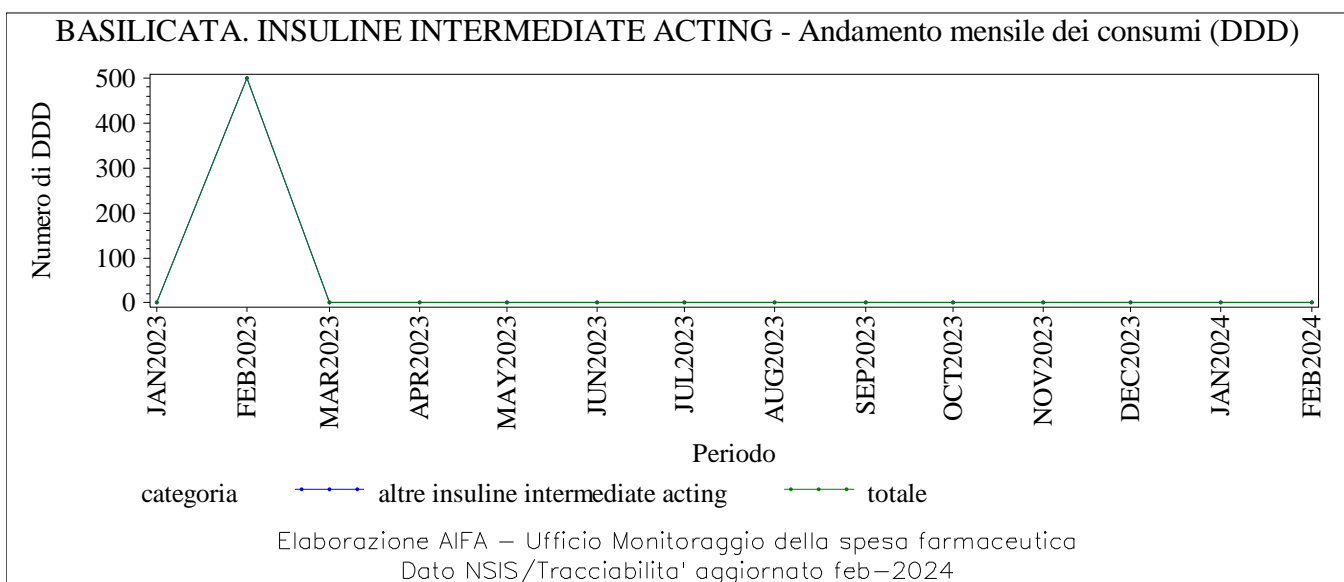 BASILICATA. INSULINE INTERMEDIATE ACTING - Andamento mensile dei consumi (DDD)
Numero di DDD
500
400
300
200
100
0
JAN2023
FEB2023
MAR2023
APR2023
MAY2023
JUN2023
JUL2023
AUG2023
SEP2023
OCT2023
NOV2023
DEC2023
JAN2024
FEB2024
Periodo
categoria altre insuline intermediate acting totale
Elaborazione AIFA – Ufficio Monitoraggio della spesa farmaceutica
Dato NSIS/Tracciabilita' aggiornato feb–2024